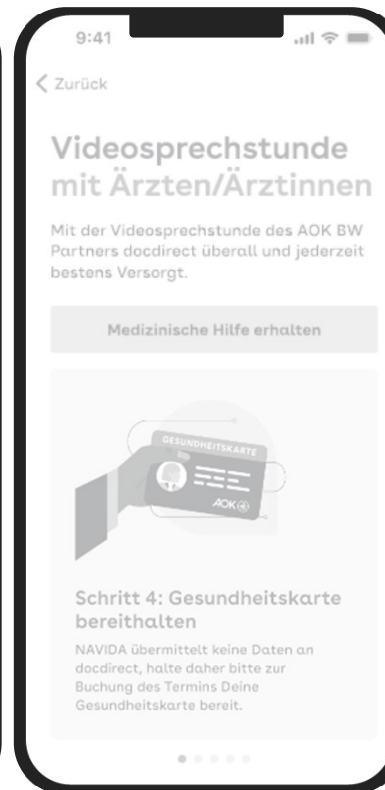 9:41
Zurück
Videosprechstunde
mit Ärzten/Ärztinnen
Mit der Videosprechstunde des AOK BW
Partners docdirect überall und jederzeit
bestens Versorgt.
Medizinische Hilfe erhalten
GESUNDHEITSKARTE
AOK
Schritt 4: Gesundheitskarte
bereithalten
NAVIDA übermittelt keine Daten an
docdirect, halte daher bitte zur
Buchung des Termins Deine
Gesundheitskarte bereit.